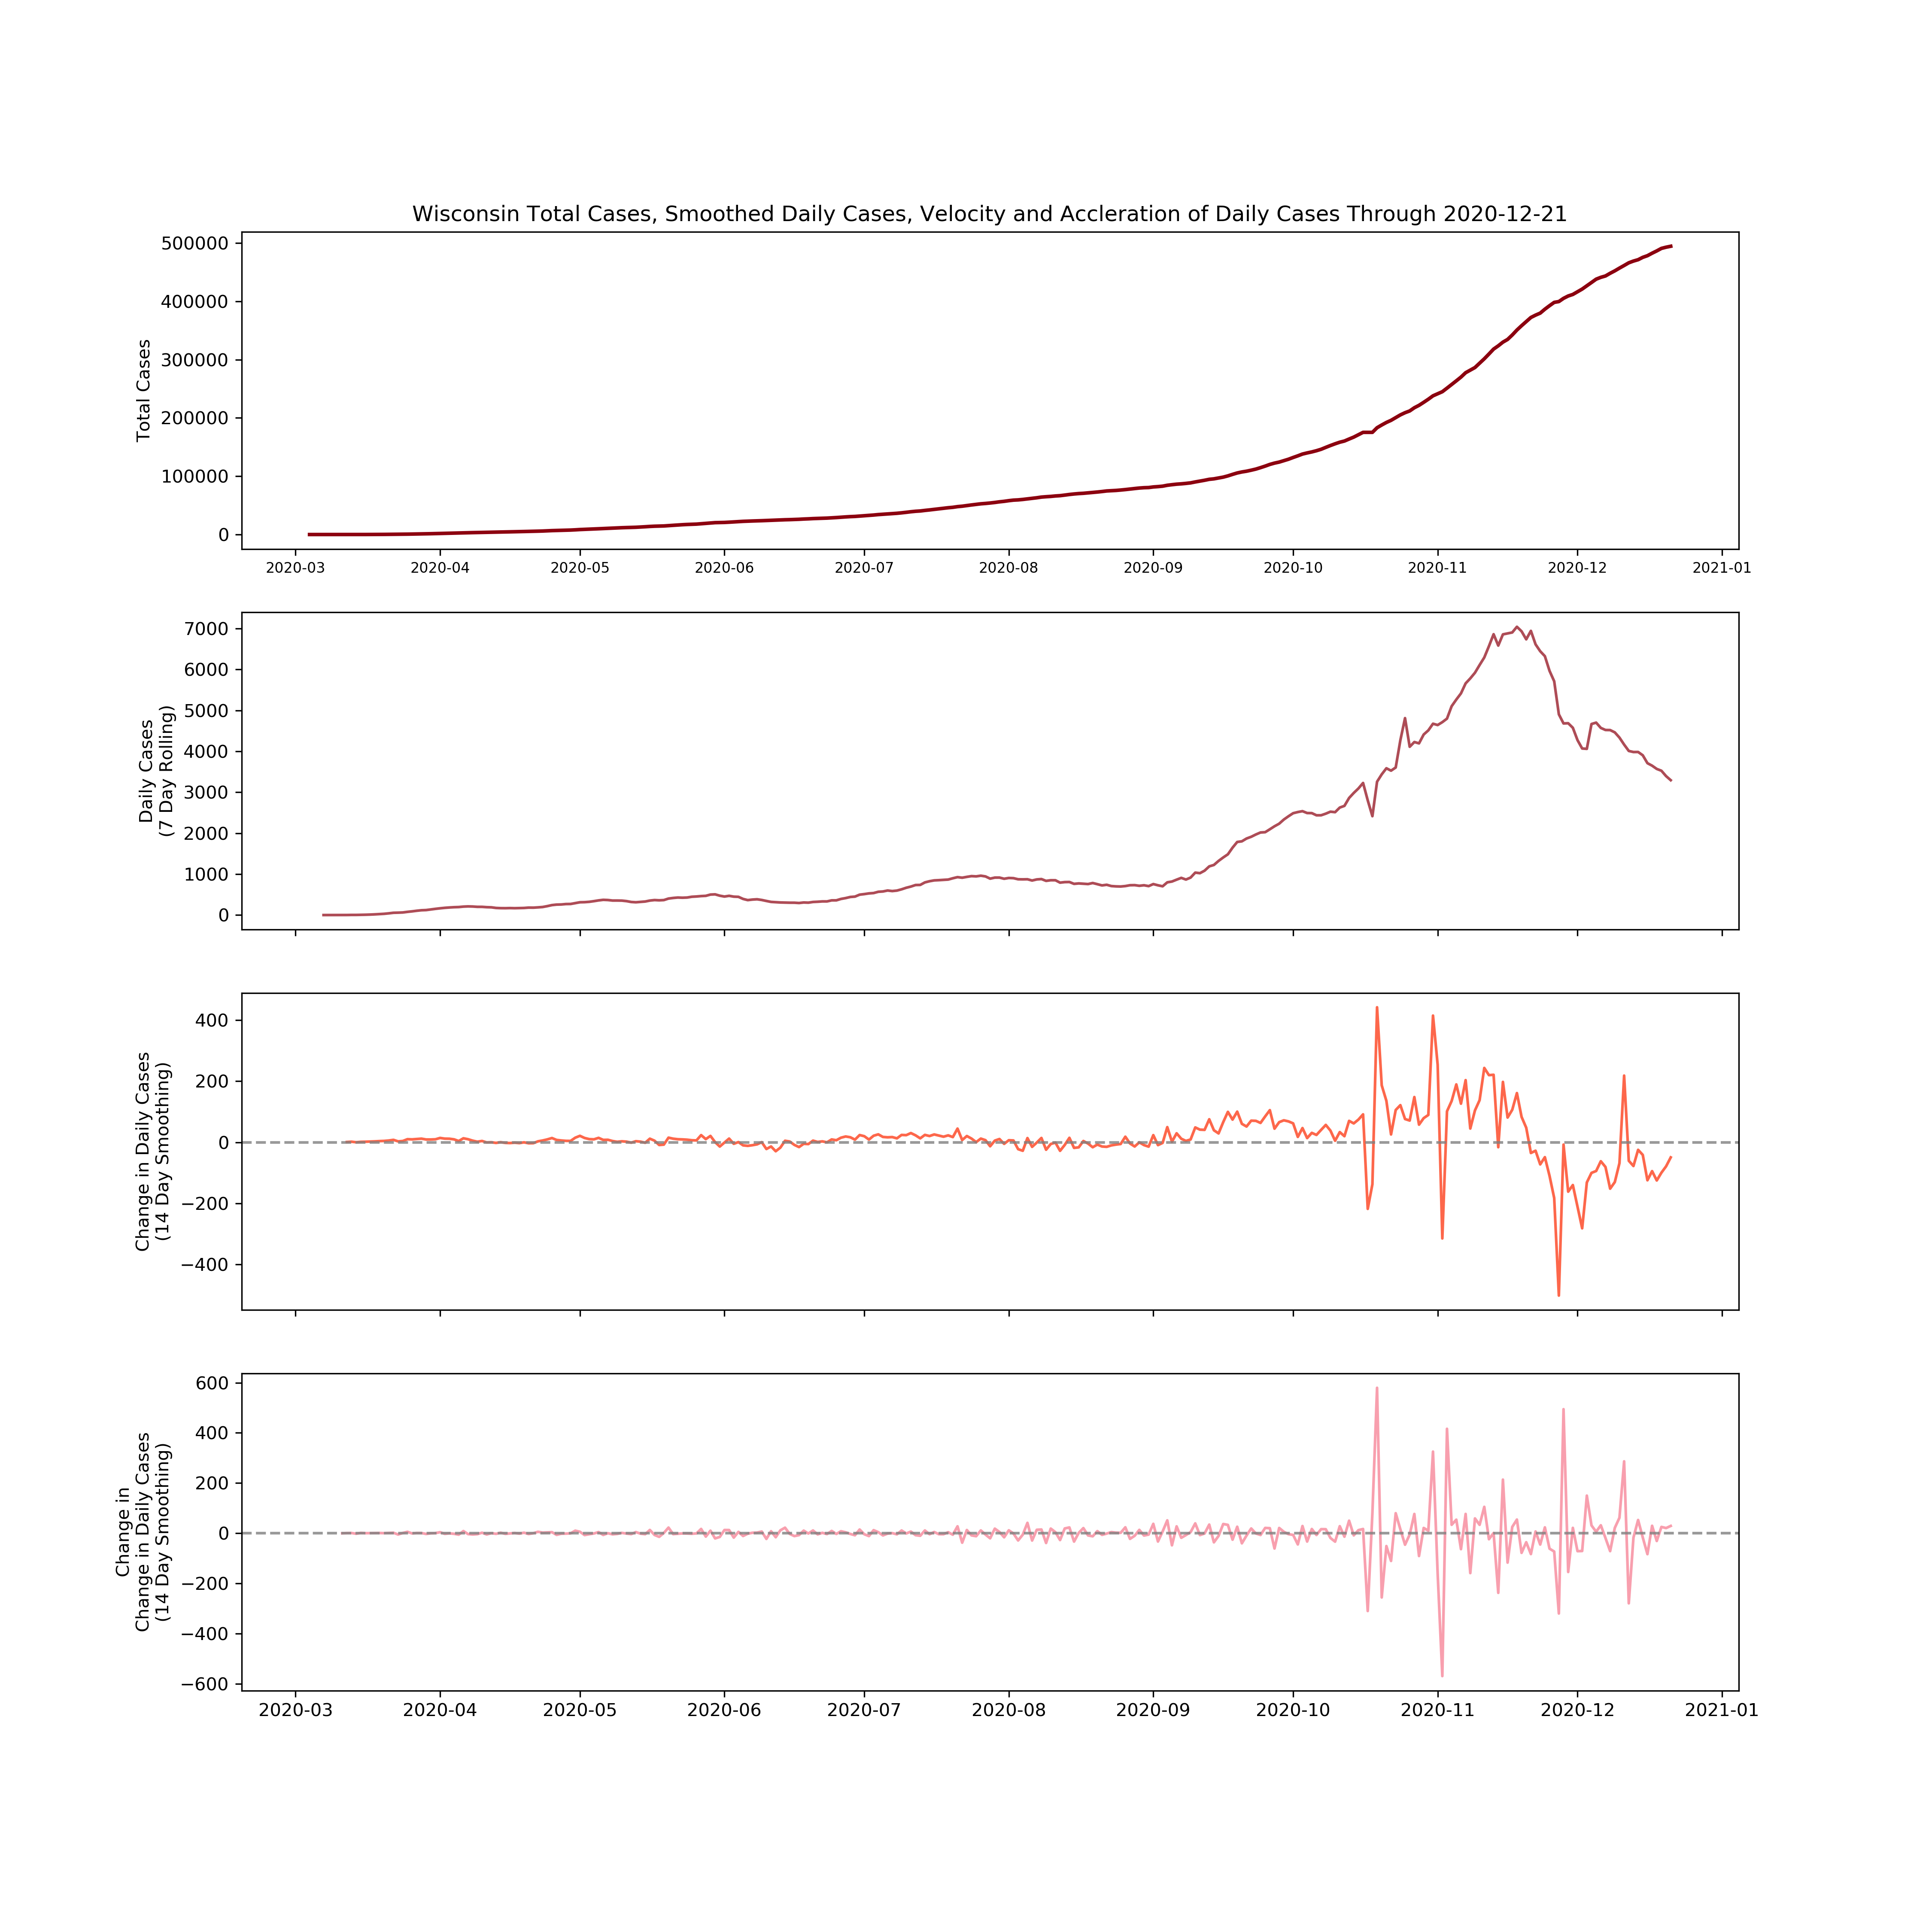 Wisconsin Total Cases, Smoothed Daily Cases, Velocity and Accleration of Daily Cases Through 2020-12-21
Total Cases
500000
400000
300000
200000
100000
0
2020-03 2020-04 2020-05 2020-06 2020-07 2020-08 2020-09 2020-10 2020-11 2020-12 2021-01
Daily Cases
(7 Day Rolling)
7000
6000
5000
4000
3000
2000
1000
0
Change in Daily Cases
(14 Day Smoothing)
400
200
0
−200
−400
Change in
Change in Daily Cases
(14 Day Smoothing)
600
400
200
0
−200
−400
−600
2020-03 2020-04 2020-05 2020-06 2020-07 2020-08 2020-09 2020-10 2020-11 2020-12 2021-01